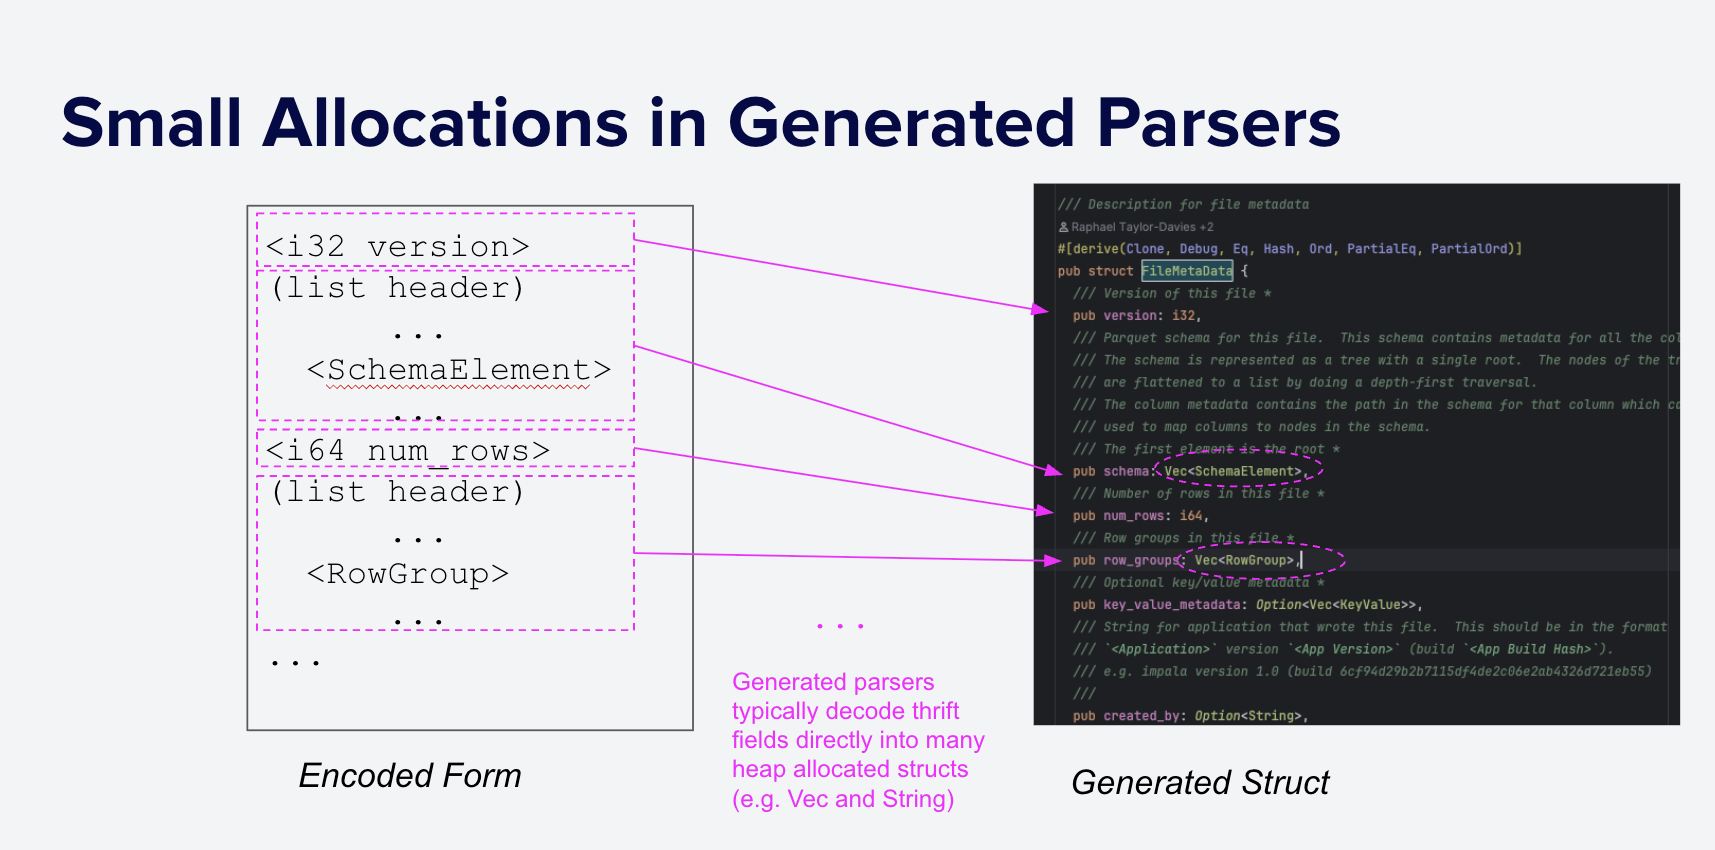 Small Allocations in Generated Parsers
<i32 version>
(list header)
...
<SchemaElement>
...
<i64 num_rows>
(list header)
...
<RowGroup>
...
...
Encoded Form
...
Generated parsers
typically decode thrift
fields directly into many
heap allocated structs
(e.g. Vec and String)
/// Description for file metadata
Raphael Taylor-Davies +2
#[derive(Clone, Debug, Eq, Hash, Ord, PartialEq, PartialOrd)]
pub struct FileMetaData {
/// Version of this file *
pub version: i32,
/// Parquet schema for this file.  This schema contains metadata for all the
/// The schema is represented as a tree with a single root.  The nodes of the
/// are flattened to a list by doing a depth-first traversal.
/// The column metadata contains the path in the schema for that column which
/// used to map columns to nodes in the schema.
/// The first element is the root *
pub schema: Vec<SchemaElement>,
/// Number of rows in this file *
pub num_rows: i64,
/// Row groups in this file *
pub row_groups: Vec<RowGroup>,
/// Optional key/value metadata *
pub key_value_metadata: Option<Vec<KeyValue>>,
/// String for application that wrote this file.  This should be in the format
/// `<Application>` version `<App Version>` (build `<App Build Hash>`).
/// e.g. impala version 1.0 (build 6cf94d29b2b7115df4de2c06e2ab4326d721eb55)
///
pub created_by: Option<String>,
Generated Struct